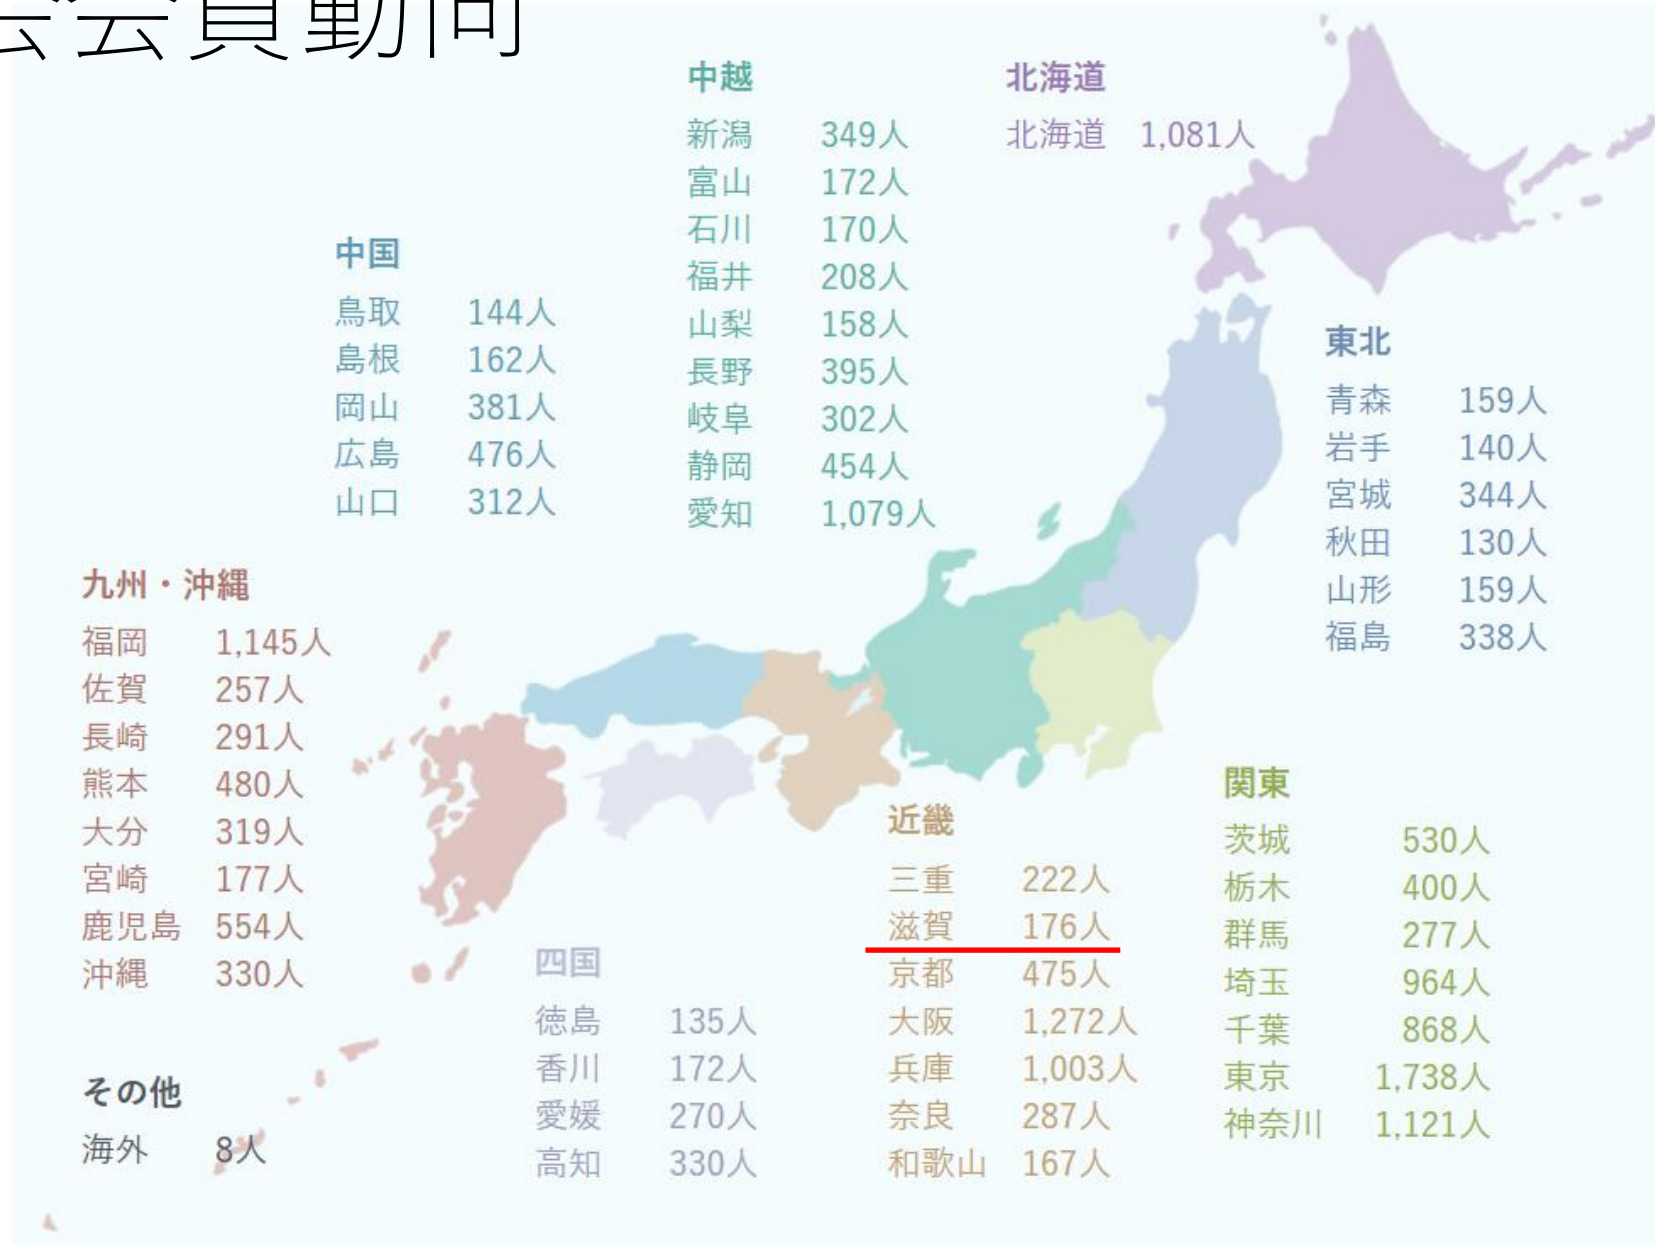 会会員動向
中越
新潟 349人
富山 172人
石川 170人
福井 208人
山梨 158人
長野 395人
岐阜 302人
静岡 454人
愛知 1,079人
北海道
北海道 1,081人
中国
鳥取 144人
島根 162人
岡山 381人
広島 476人
山口 312人
東北
青森 159人
岩手 140人
宮城 344人
秋田 130人
山形 159人
福島 338人
九州・沖縄
福岡 1,145人
佐賀 257人
長崎 291人
熊本 480人
大分 319人
宮崎 177人
鹿児島 554人
沖縄 330人
関東
茨城 530人
栃木 400人
群馬 277人
埼玉 964人
千葉 868人
東京 1,738人
神奈川 1,121人
近畿
三重 222人
滋賀 176人
京都 475人
大阪 1,272人
兵庫 1,003人
奈良 287人
和歌山 167人
四国
徳島 135人
香川 172人
愛媛 270人
高知 330人
その他
海外 8人